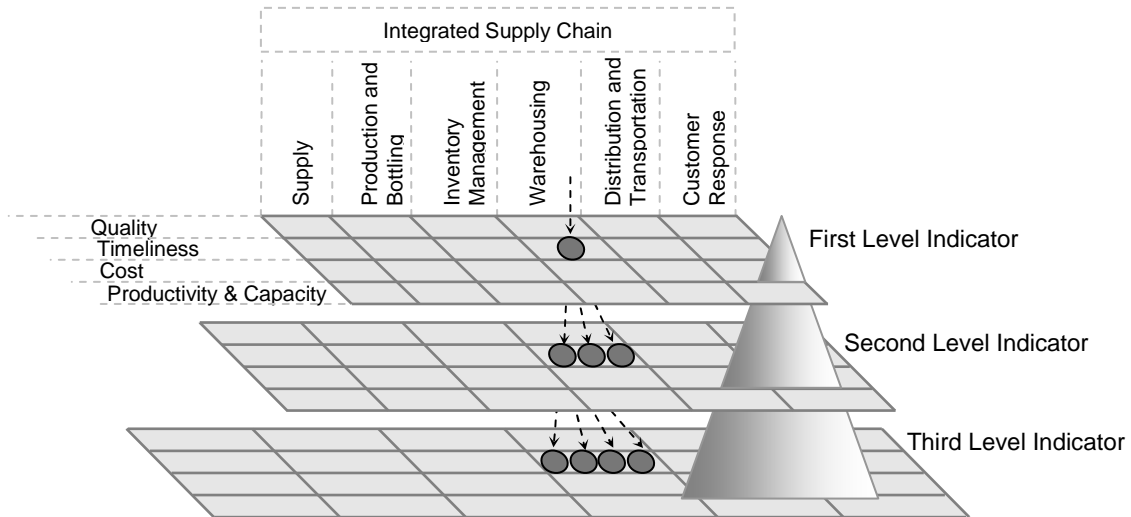 Integrated Supply Chain
Supply
Production and
Bottling
Inventory
Management
Warehousing
Distribution and
Transportation
Customer
Response
Quality
Timeliness
Cost
Productivity & Capacity
First Level Indicator
Second Level Indicator
Third Level Indicator